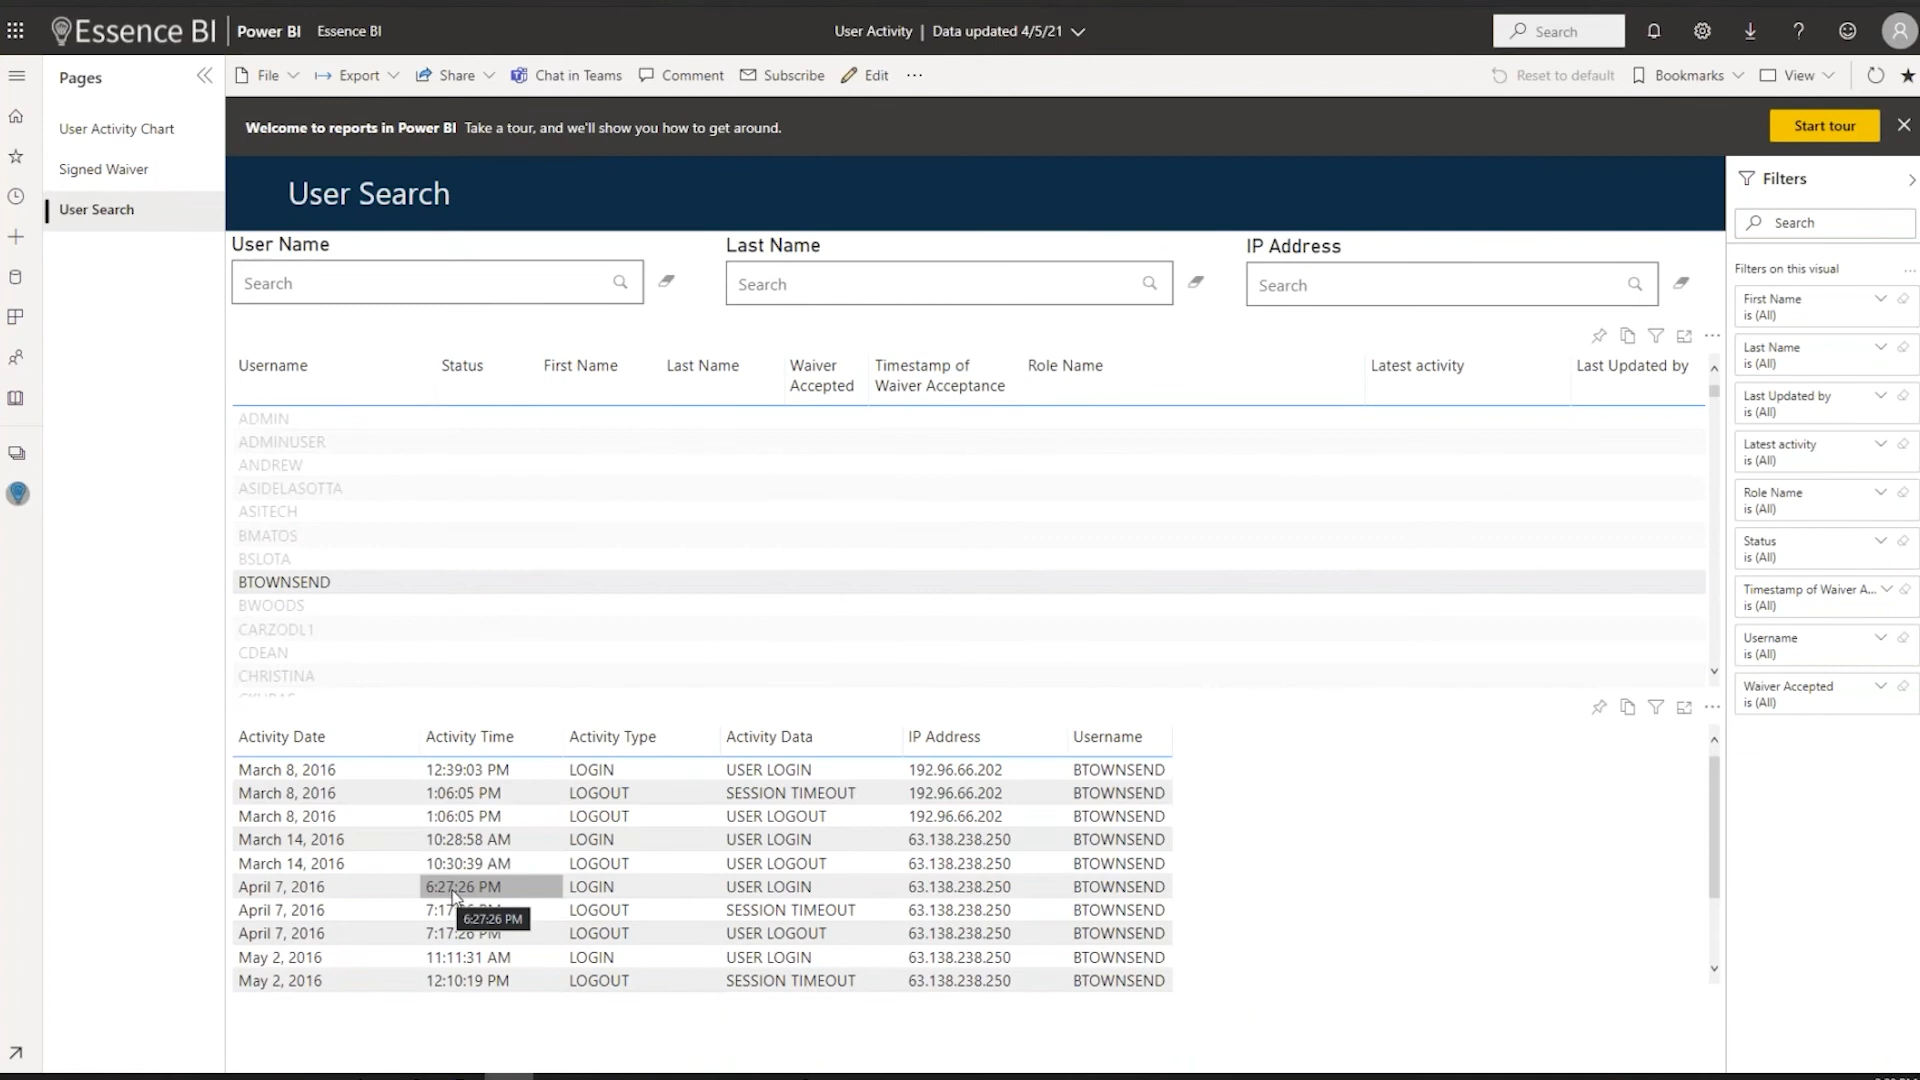 Essence BI Power BI Essence BI User Activity | Data updated 4/5/21 Search
Pages File Export Share Chat in Teams Comment Subscribe Edit ... Reset to default Bookmarks View
User Activity Chart
Signed Waiver
User Search
Welcome to reports in Power BI Take a tour, and we'll show you how to get around. Start tour
User Search
User Name Last Name IP Address
Search Search Search
Username Status First Name Last Name Waiver Accepted Timestamp of Waiver Acceptance Role Name Latest activity Last Updated by
ADMIN
ADMINUSER
ANDREW
ASIDELASOTTA
ASITECH
BMATOS
BSLOTA
BTOWNSEND
BWOODS
CARZODL1
CDEAN
CHRISTINA
Activity Date Activity Time Activity Type Activity Data IP Address Username
March 8, 2016 12:39:03 PM LOGIN USER LOGIN 192.96.66.202 BTOWNSEND
March 8, 2016 1:06:05 PM LOGOUT SESSION TIMEOUT 192.96.66.202 BTOWNSEND
March 8, 2016 1:06:05 PM LOGOUT USER LOGOUT 192.96.66.202 BTOWNSEND
March 14, 2016 10:28:58 AM LOGIN USER LOGIN 63.138.238.250 BTOWNSEND
March 14, 2016 10:30:39 AM LOGOUT USER LOGOUT 63.138.238.250 BTOWNSEND
April 7, 2016 6:27:26 PM LOGIN USER LOGIN 63.138.238.250 BTOWNSEND
April 7, 2016 LOGOUT SESSION TIMEOUT 63.138.238.250 BTOWNSEND
6:27:26 PM
April 7, 2016 7:17:26 PM LOGOUT USER LOGOUT 63.138.238.250 BTOWNSEND
May 2, 2016 11:11:31 AM LOGIN USER LOGIN 63.138.238.250 BTOWNSEND
May 2, 2016 12:10:19 PM LOGOUT SESSION TIMEOUT 63.138.238.250 BTOWNSEND
Filters
Search
Filters on this visual ...
First Name
is (All)
Last Name
is (All)
Last Updated by
is (All)
Latest activity
is (All)
Role Name
is (All)
Status
is (All)
Timestamp of Waiver A...
is (All)
Username
is (All)
Waiver Accepted
is (All)